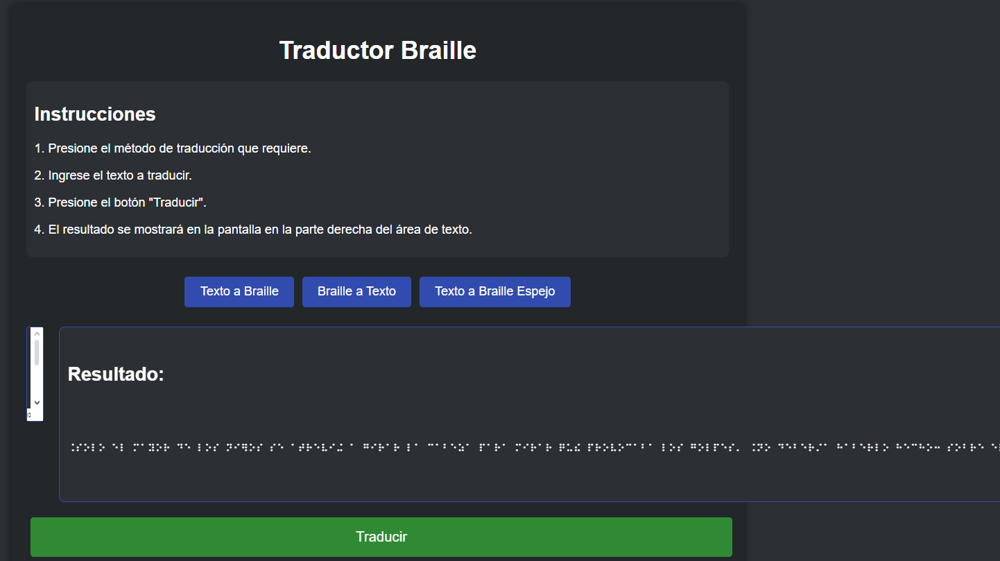 Traductor Braille
Instrucciones
1. Presione el método de traducción que requiere.
2. Ingrese el texto a traducir.
3. Presione el botón "Traducir".
4. El resultado se mostrará en la pantalla en la parte derecha del área de texto.
Texto a Braille Braille a Texto Texto a Braille Espejo
Resultado:
⠨⠎⠕⠇⠕ ⠑⠇ ⠍⠁⠽⠕⠗ ⠙⠑ ⠇⠕⠎ ⠝⠊⠻⠕⠎ ⠎⠑ ⠁⠞⠗⠑⠧⠊⠬ ⠁ ⠛⠊⠗⠁⠗ ⠇⠁ ⠉⠁⠃⠑⠵⠁ ⠏⠁⠗⠁ ⠍⠊⠗⠁⠗ ⠟⠥⠮ ⠏⠗⠕⠧⠕⠉⠁⠃⠁ ⠇⠕⠎ ⠛⠕⠇⠏⠑⠎⠄ ⠨⠝⠕ ⠙⠑⠃⠑⠗⠌⠁ ⠓⠁⠃⠑⠗⠇⠕ ⠓⠑⠉⠓⠕⠒ ⠎⠕⠃⠗⠑
Traducir